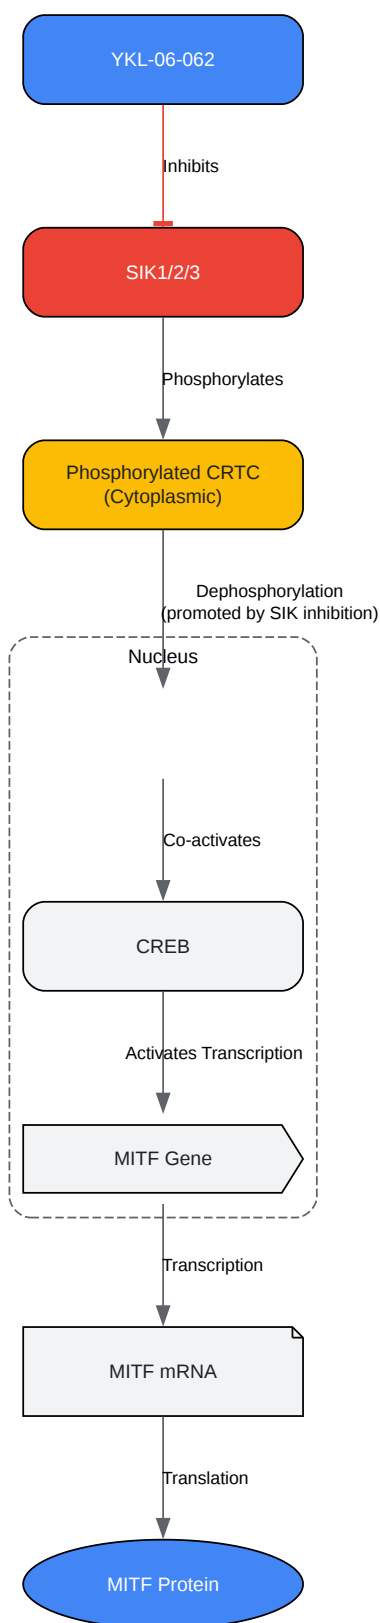 YKL-06-062
Inhibits
SIK1/2/3
Phosphorylates
Phosphorylated CRTC
(Cytoplasmic)
Dephosphorylation
(promoted by SIK inhibition)
Nucleus
Co-activates
CREB
Activates Transcription
MITF Gene
Transcription
MITF mRNA
Translation
MITF Protein